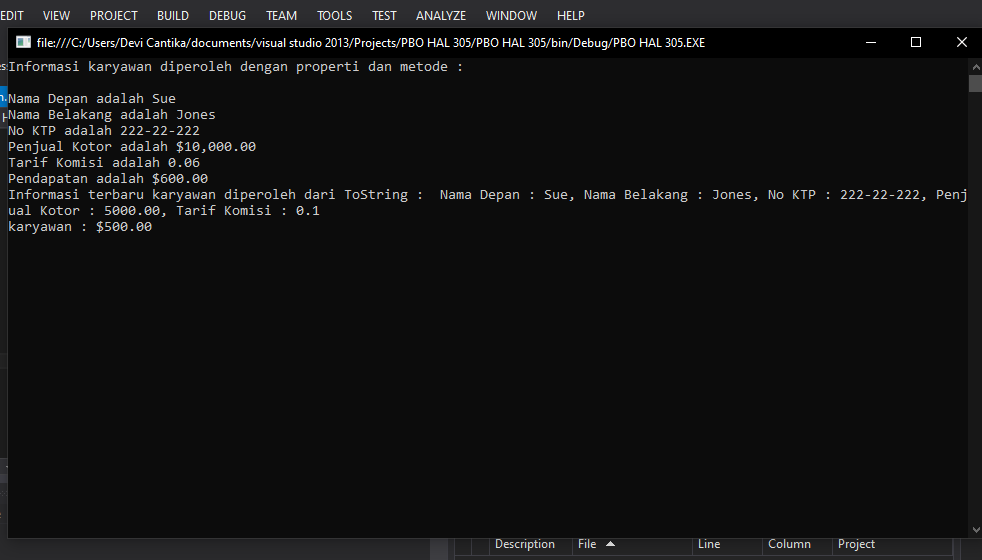 EDIT VIEW PROJECT BUILD DEBUG TEAM TOOLS TEST ANALYZE WINDOW HELP
file:///C:/Users/Devi Cantika/documents/visual studio 2013/Projects/PBO HAL 305/PBO HAL 305/bin/Debug/PBO HAL 305.EXE
Informasi karyawan diperoleh dengan properti dan metode :
Nama Depan adalah Sue
Nama Belakang adalah Jones
No KTP adalah 222-22-222
Penjual Kotor adalah $10,000.00
Tarif Komisi adalah 0.06
Pendapatan adalah $600.00
Informasi terbaru karyawan diperoleh dari ToString :  Nama Depan : Sue, Nama Belakang : Jones, No KTP : 222-22-222, Penj
ual Kotor : 5000.00, Tarif Komisi : 0.1
karyawan : $500.00
Description File Line Column Project